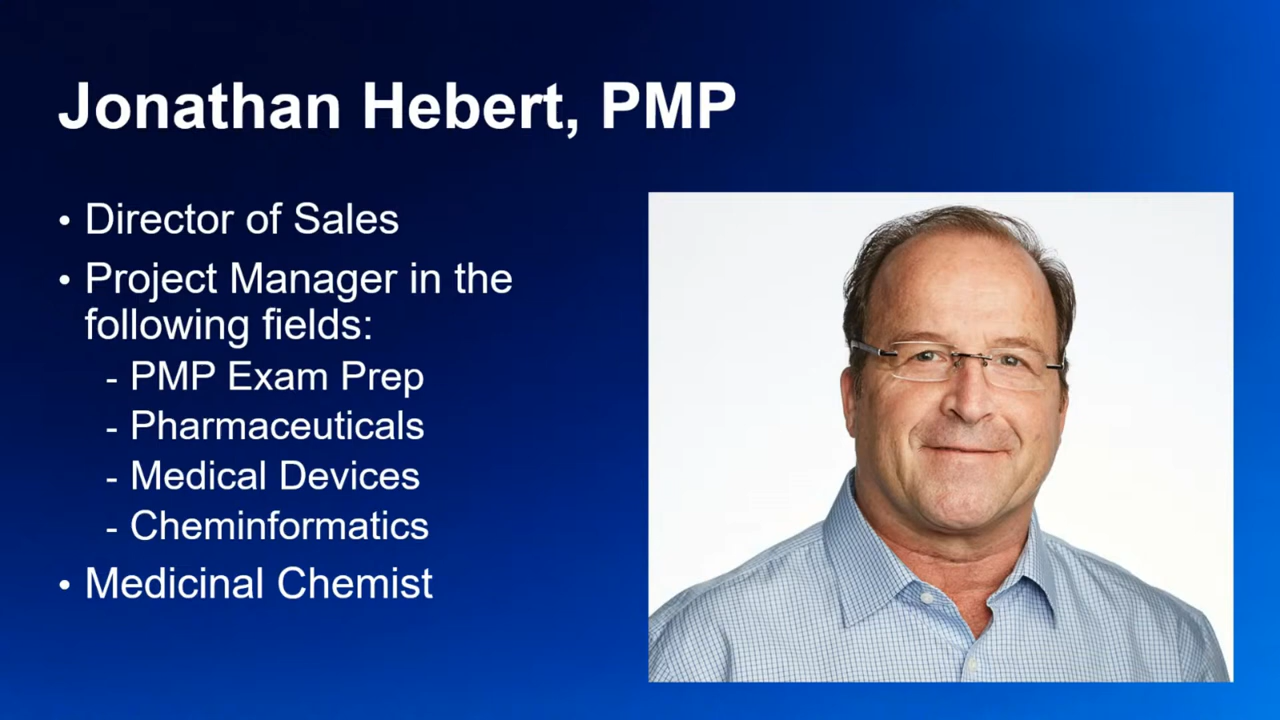 Jonathan Hebert, PMP
• Director of Sales
• Project Manager in the
following fields:
- PMP Exam Prep
- Pharmaceuticals
- Medical Devices
- Cheminformatics
• Medicinal Chemist